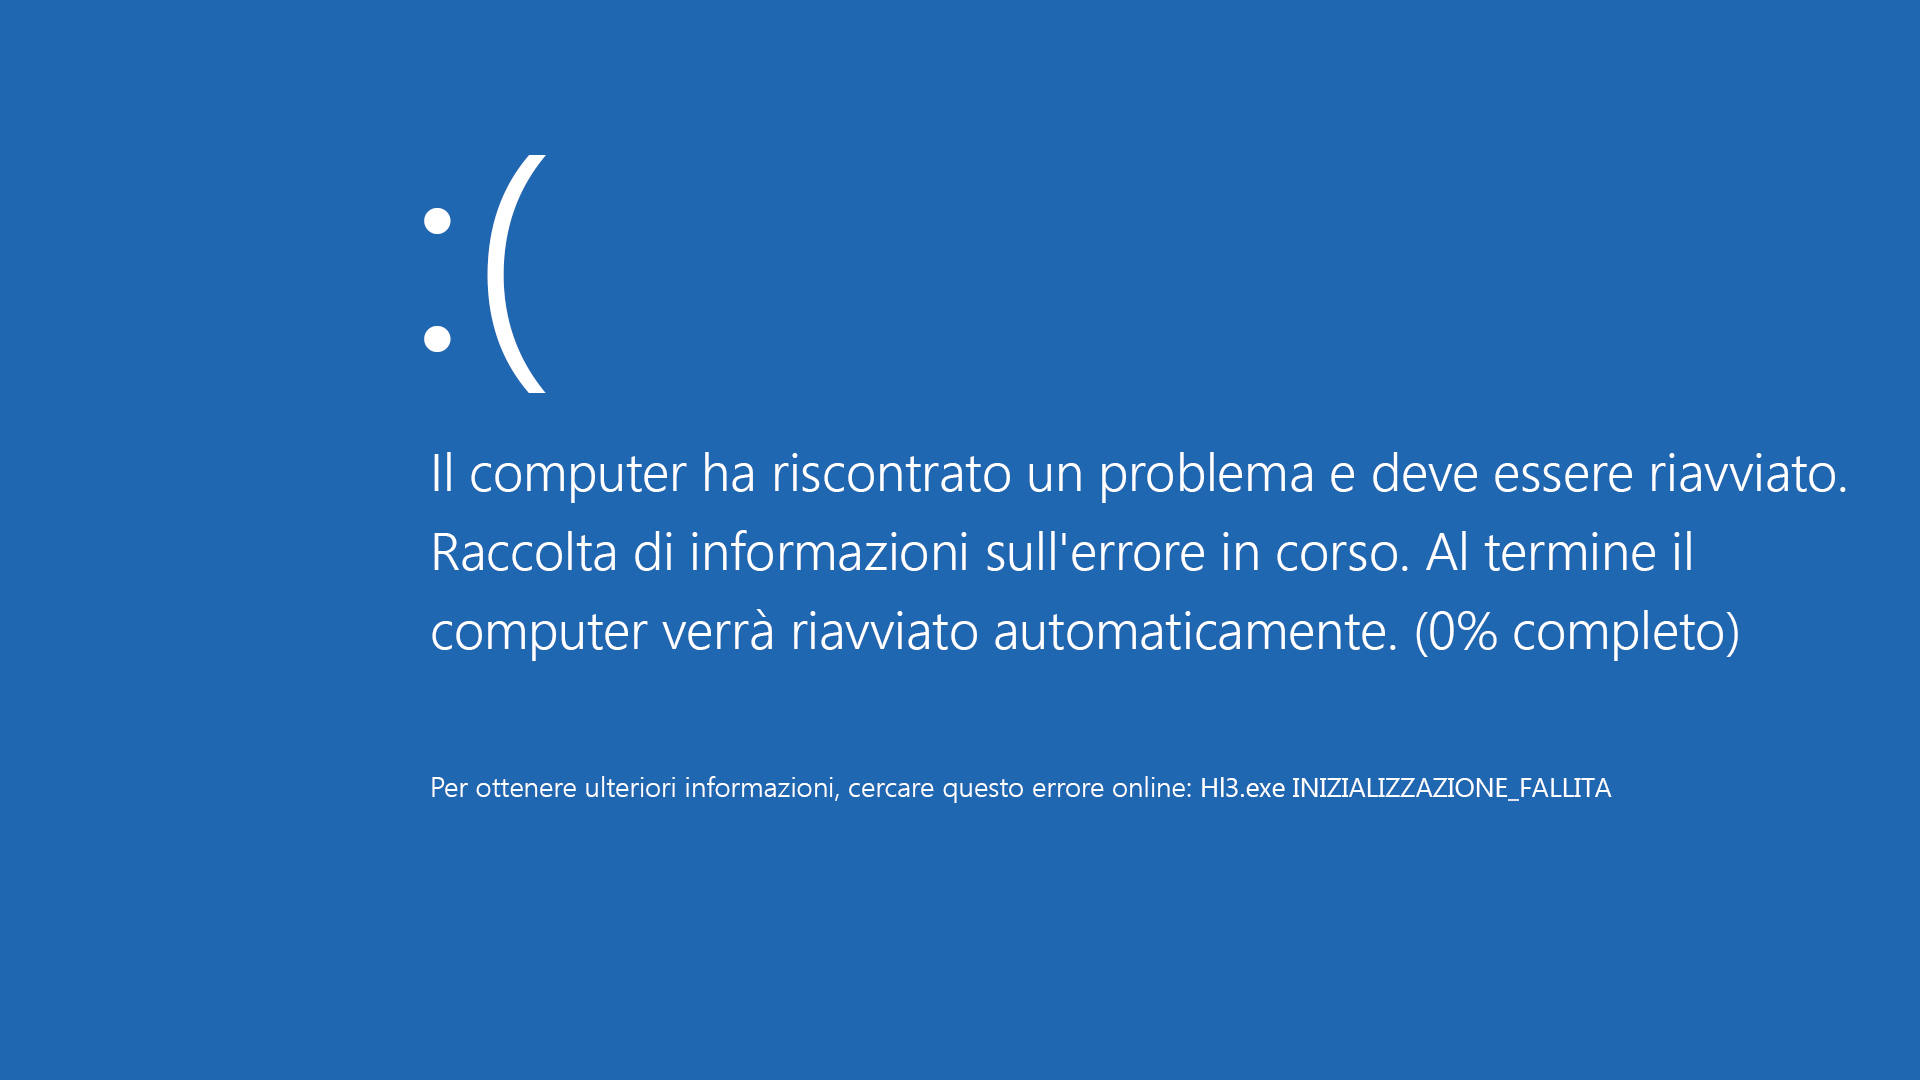 :(
Il computer ha riscontrato un problema e deve essere riavviato.
Raccolta di informazioni sull'errore in corso. Al termine il
computer verrà riavviato automaticamente. (0% completo)
Per ottenere ulteriori informazioni, cercare questo errore online: Hl3.exe INIZIALIZZAZIONE_FALLITA